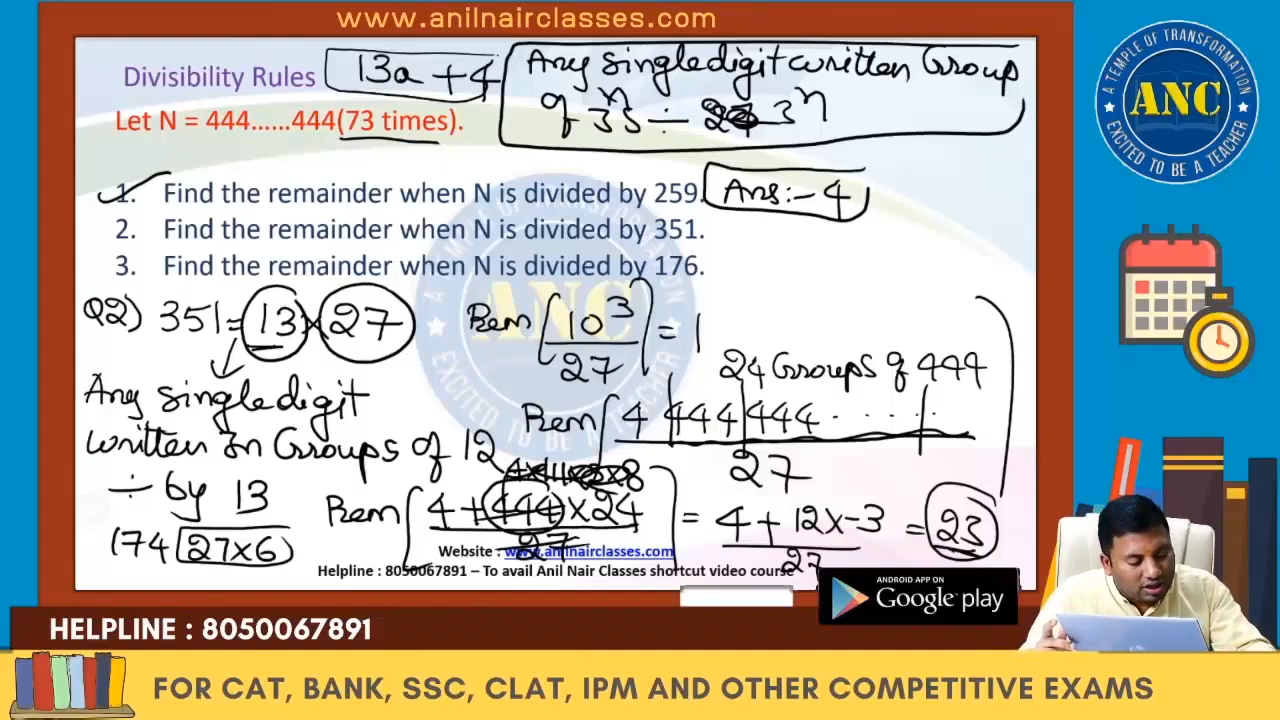 www.anilnairclasses.com
Divisibility Rules
13a + 4
Any single digit written Group
of 3ⁿs ÷ 3ⁿ
Let N = 444......444(73 times).
1. Find the remainder when N is divided by 259.
Ans:- 4
2. Find the remainder when N is divided by 351.
3. Find the remainder when N is divided by 176.
Q2) 351 = 13 × 27
Rem [10³/27] = 1
24 Groups of 444
Any single digit
written in Groups of 12
÷ by 13
Rem [4 444 444 ......
27
Rem [4 + 444 × 24 / 27] = 4 + 12 × -3 / 27 = 23
174 27×6)
Website : www.anilnairclasses.com
Helpline : 8050067891 – To avail Anil Nair Classes shortcut video course
A TEMPLE OF TRANSFORMATION
ANC
EXCITED TO BE A TEACHER
ANDROID APP ON
Google play
HELPLINE : 8050067891
FOR CAT, BANK, SSC, CLAT, IPM AND OTHER COMPETITIVE EXAMS